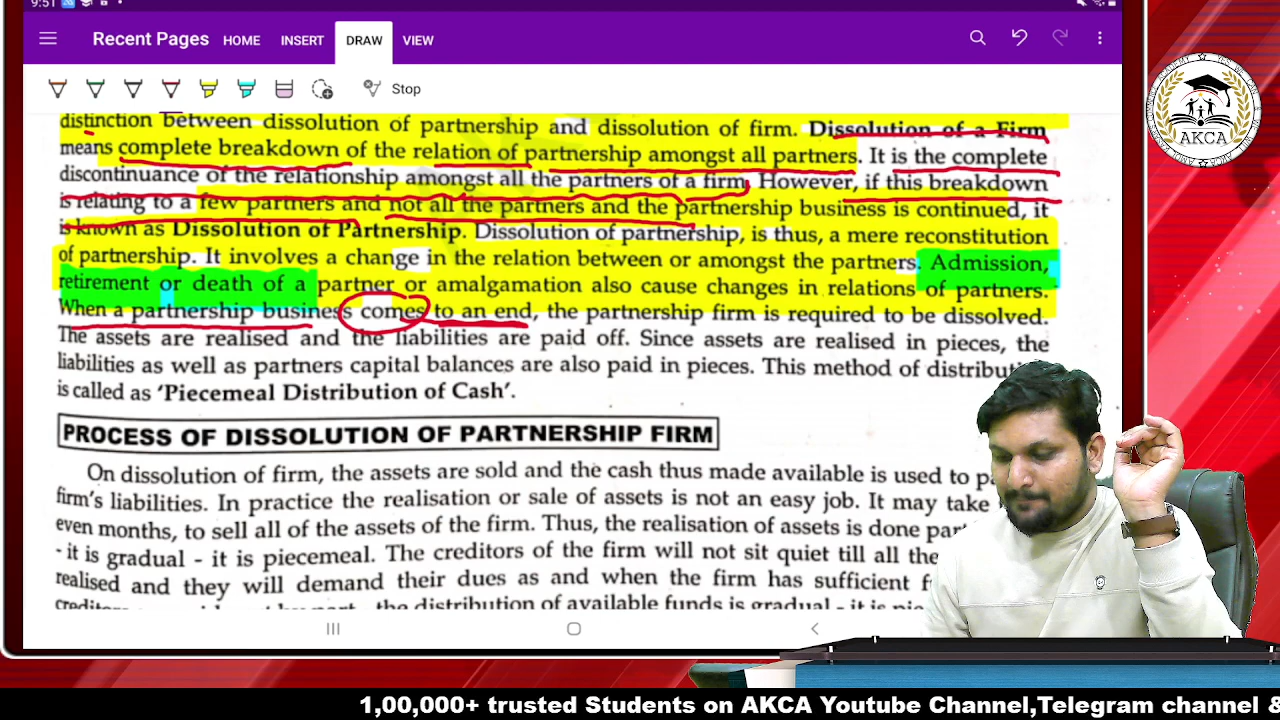 9:51
Recent Pages HOME INSERT DRAW VIEW
Stop
distinction between dissolution of partnership and dissolution of firm. Dissolution of a Firm
means complete breakdown of the relation of partnership amongst all partners. It is the complete
discontinuance of the relationship amongst all the partners of a firm. However, if this breakdown
is relating to a few partners and not all the partners and the partnership business is continued, it
is known as Dissolution of Partnership. Dissolution of partnership, is thus, a mere reconstitution
of partnership. It involves a change in the relation between or amongst the partners. Admission,
retirement or death of a partner or amalgamation also cause changes in relations of partners.
When a partnership business comes to an end, the partnership firm is required to be dissolved.
The assets are realised and the liabilities are paid off. Since assets are realised in pieces, the
liabilities as well as partners capital balances are also paid in pieces. This method of
is called as 'Piecemeal Distribution of Cash'.
PROCESS OF DISSOLUTION OF PARTNERSHIP FIRM
On dissolution of firm, the assets are sold and the cash thus made available is used to
firm's liabilities. In practice the realisation or sale of assets is not an easy job. It may take
even months, to sell all of the assets of the firm. Thus, the realisation of assets is done
- it is gradual - it is piecemeal. The creditors of the firm will not sit quiet till all the
realised and they will demand their dues as and when the firm has sufficient
the distribution of available funds is gradual - it is
AKCA
1,00,000+ trusted Students on AKCA Youtube Channel,Telegram channel &